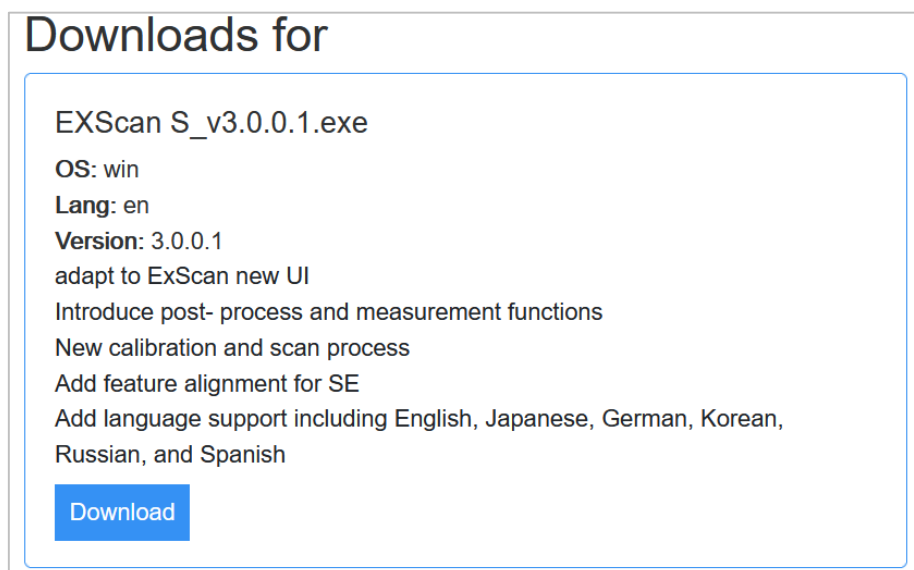 Downloads for
EXScan S_v3.0.0.1.exe
OS: win
Lang: en
Version: 3.0.0.1
adapt to ExScan new UI
Introduce post- process and measurement functions
New calibration and scan process
Add feature alignment for SE
Add language support including English, Japanese, German, Korean,
Russian, and Spanish
Download